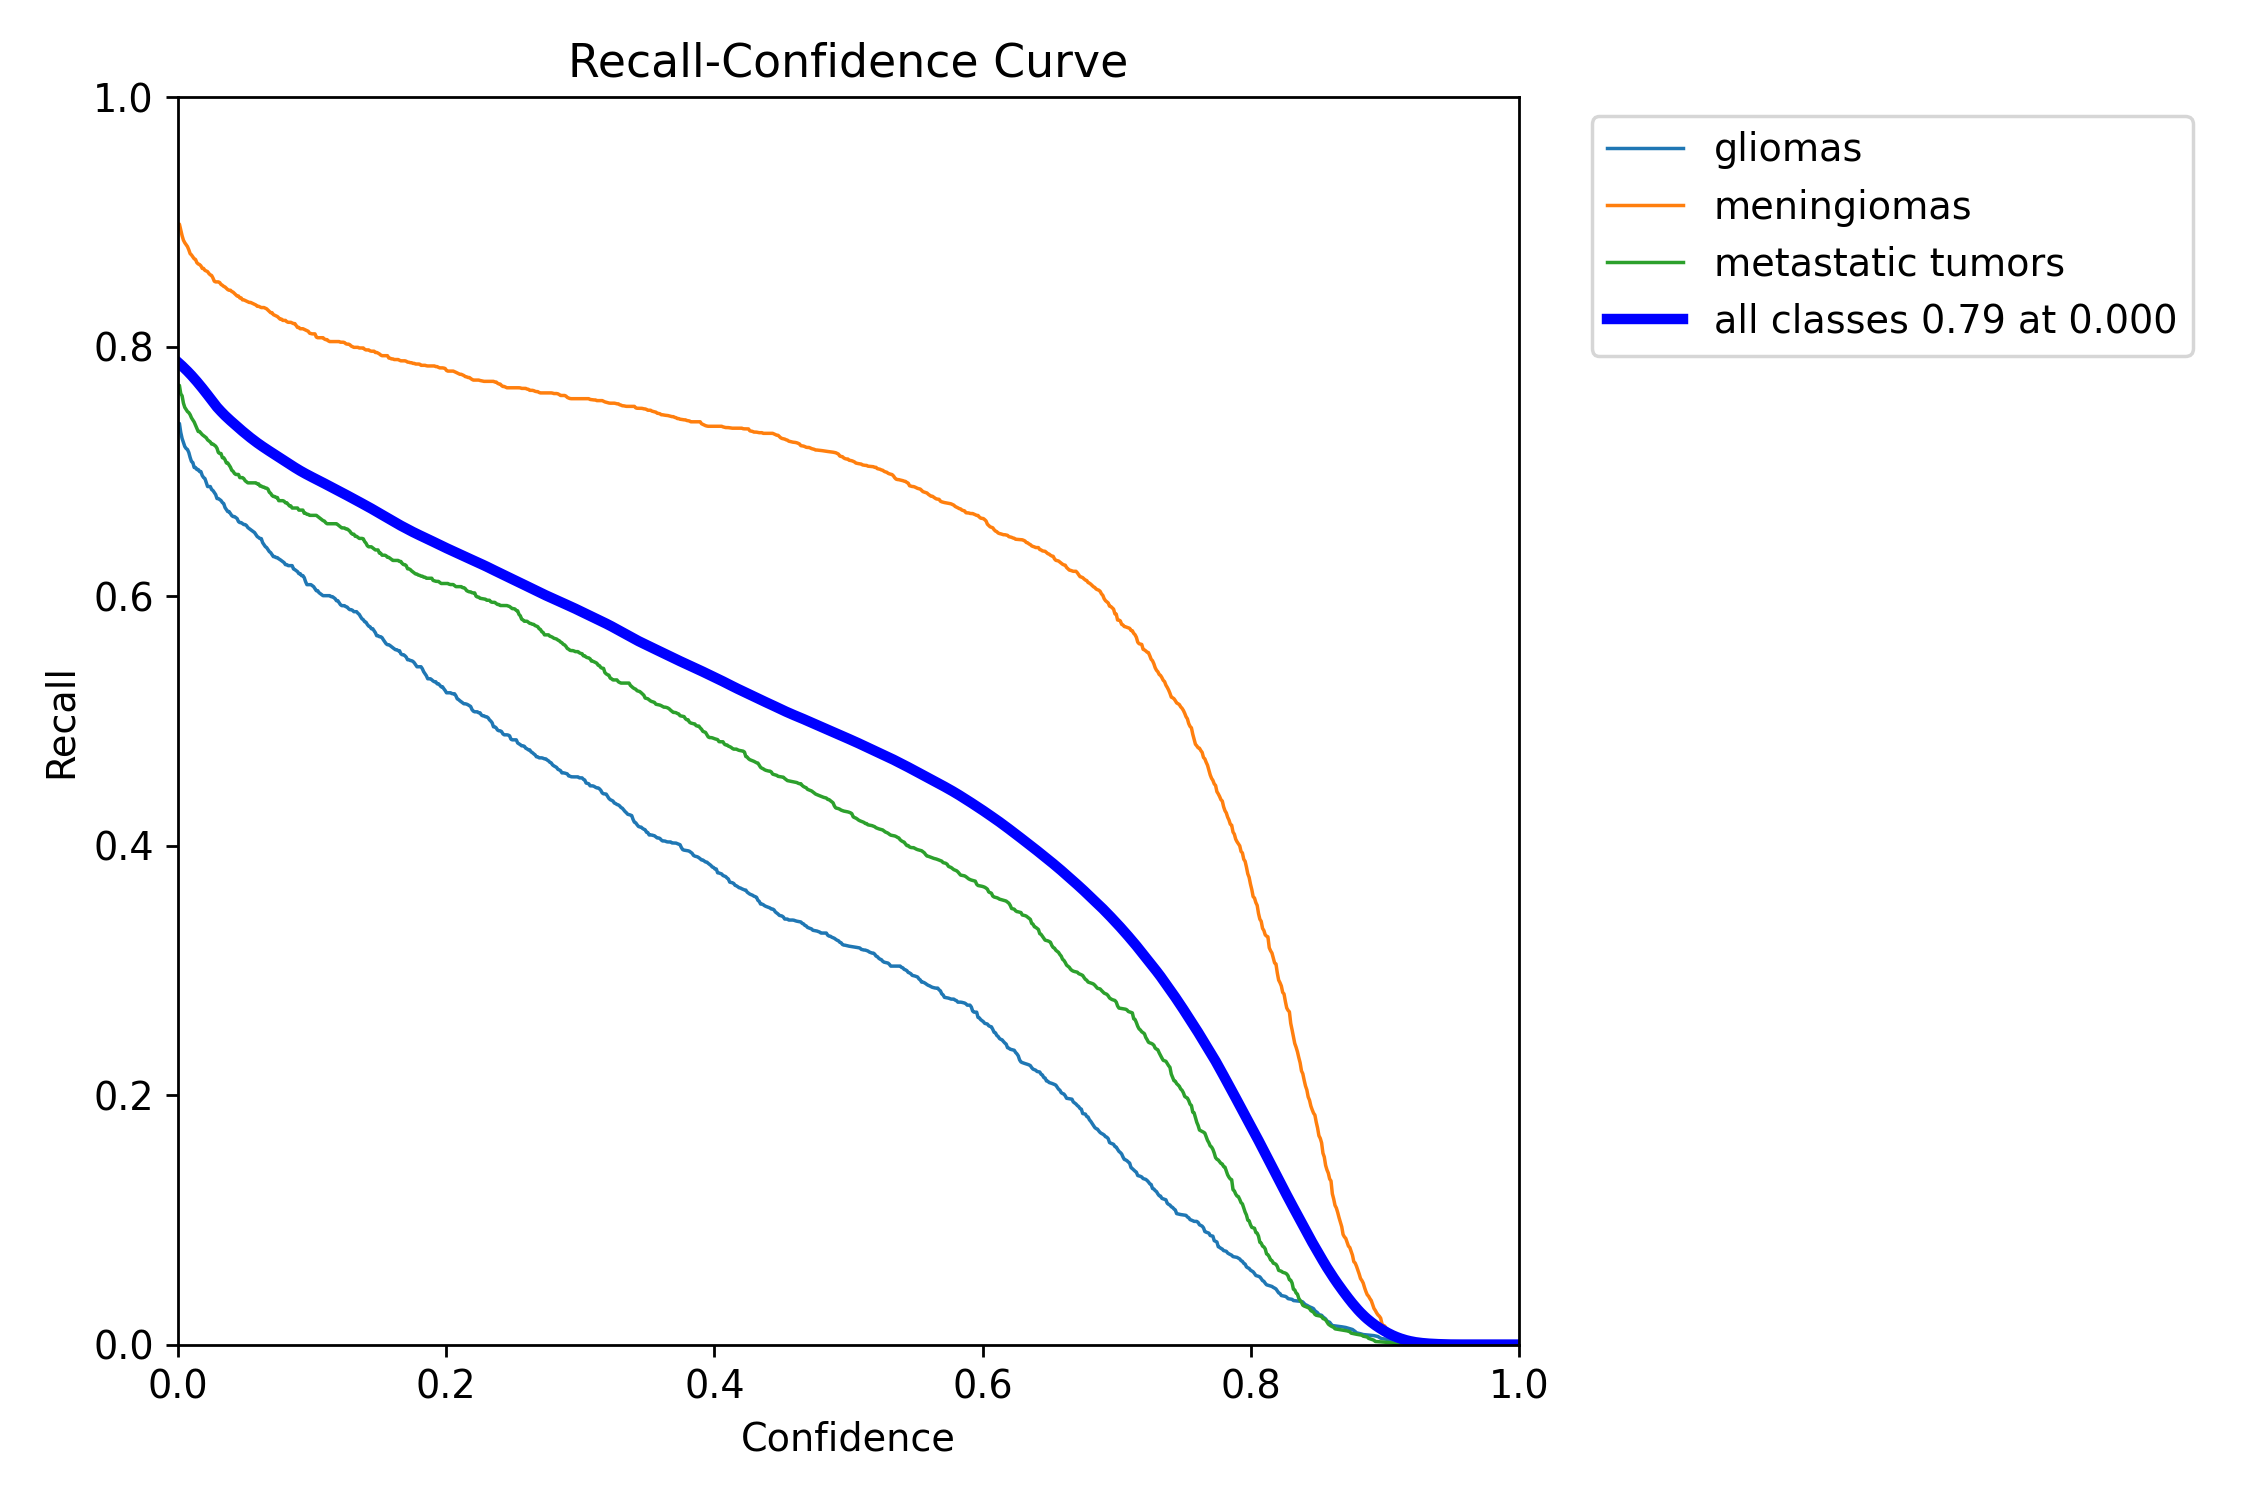 Recall-Confidence Curve
1.0
0.8
0.6
0.4
0.2
0.0
Recall
0.0 0.2 0.4 0.6 0.8 1.0
Confidence
gliomas
meningiomas
metastatic tumors
all classes 0.79 at 0.000